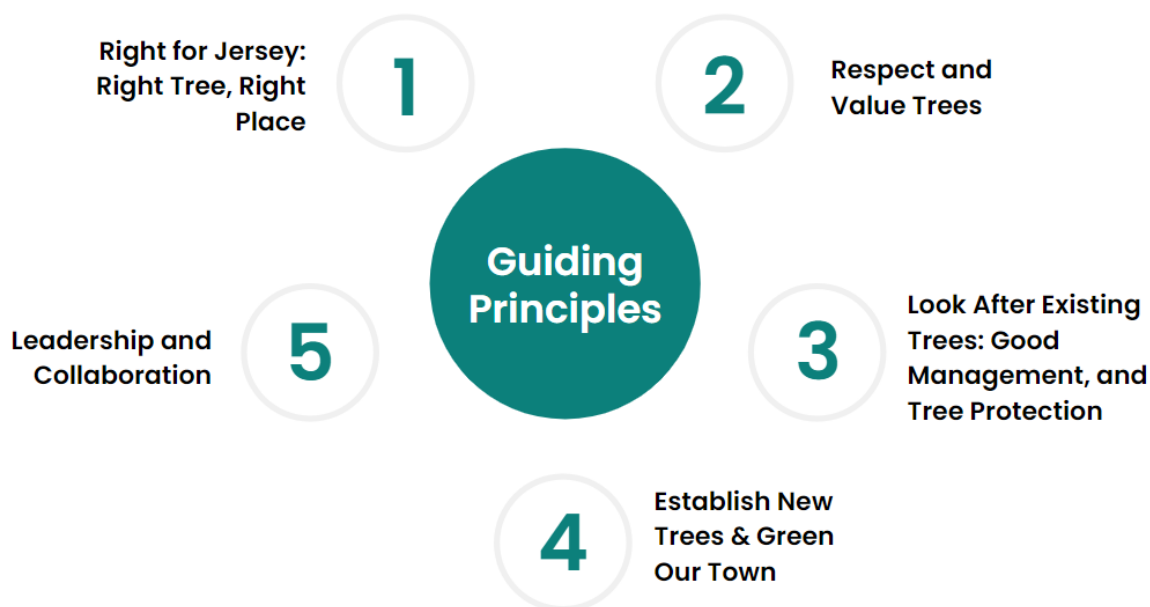 Guiding
Principles
1
Right for Jersey:
Right Tree, Right
Place
2
Respect and
Value Trees
3
Look After Existing
Trees: Good
Management, and
Tree Protection
4
Establish New
Trees & Green
Our Town
5
Leadership and
Collaboration